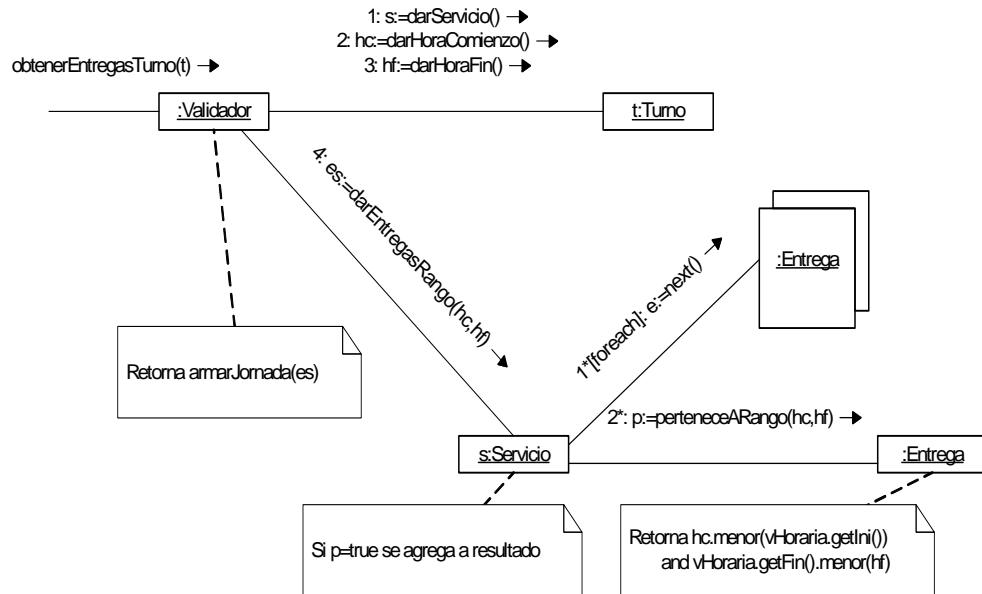 1: s:=darServicio()
2: hc:=darHoraComienzo()
3: hf:=darHoraFin()
obtenerEntregasTurno(t)
:Validador
t:Turno
4: es:=darEntregasRango(hc,hf)
:Entrega
1*[foreach]: e:=next()
Retorna armarJornada(es)
2*: p:=perteneceARango(hc,hf)
s:Servicio
:Entrega
Si p=true se agrega a resultado
Retorna hc.menor(vHoraria.getIni())
and vHoraria.getFin().menor(hf)